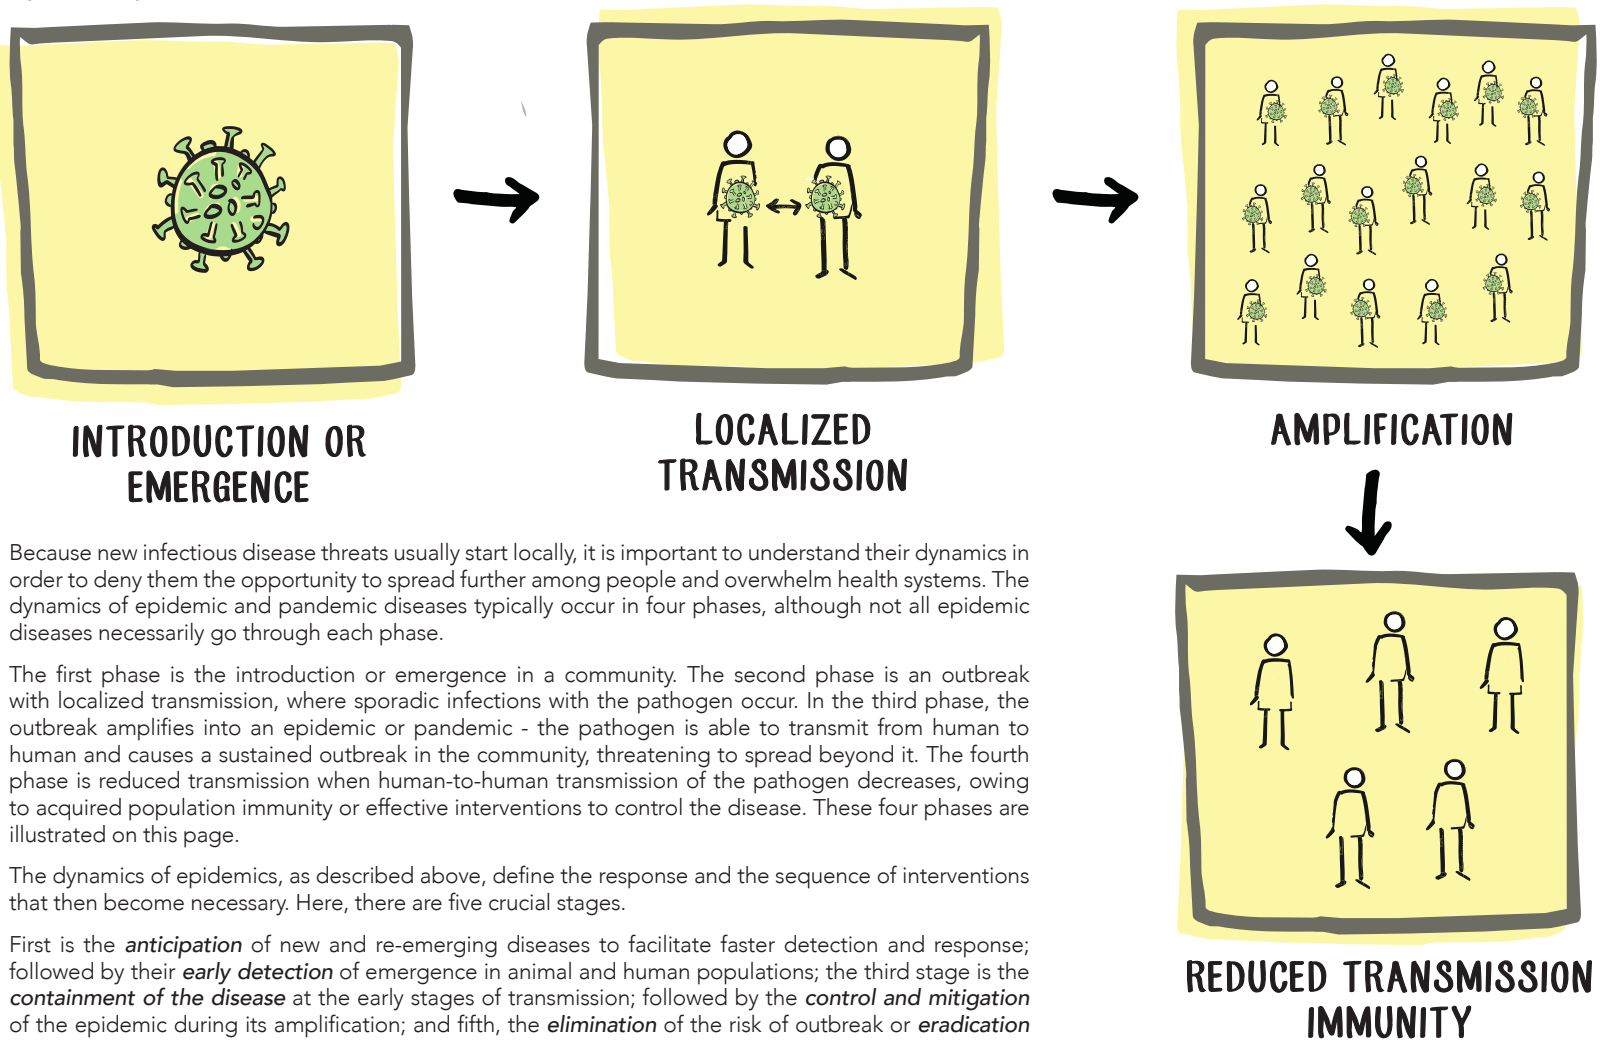 INTRODUCTION OR
EMERGENCE
LOCALIZED
TRANSMISSION
AMPLIFICATION
Because new infectious disease threats usually start locally, it is important to understand their dynamics in
order to deny them the opportunity to spread further among people and overwhelm health systems. The
dynamics of epidemic and pandemic diseases typically occur in four phases, although not all epidemic
diseases necessarily go through each phase.
The first phase is the introduction or emergence in a community. The second phase is an outbreak
with localized transmission, where sporadic infections with the pathogen occur. In the third phase, the
outbreak amplifies into an epidemic or pandemic - the pathogen is able to transmit from human to
human and causes a sustained outbreak in the community, threatening to spread beyond it. The fourth
phase is reduced transmission when human-to-human transmission of the pathogen decreases, owing
to acquired population immunity or effective interventions to control the disease. These four phases are
illustrated on this page.
The dynamics of epidemics, as described above, define the response and the sequence of interventions
that then become necessary. Here, there are five crucial stages.
First is the anticipation of new and re-emerging diseases to facilitate faster detection and response;
followed by their early detection of emergence in animal and human populations; the third stage is the
containment of the disease at the early stages of transmission; followed by the control and mitigation
of the epidemic during its amplification; and fifth, the elimination of the risk of outbreak or eradication
REDUCED TRANSMISSION
IMMUNITY